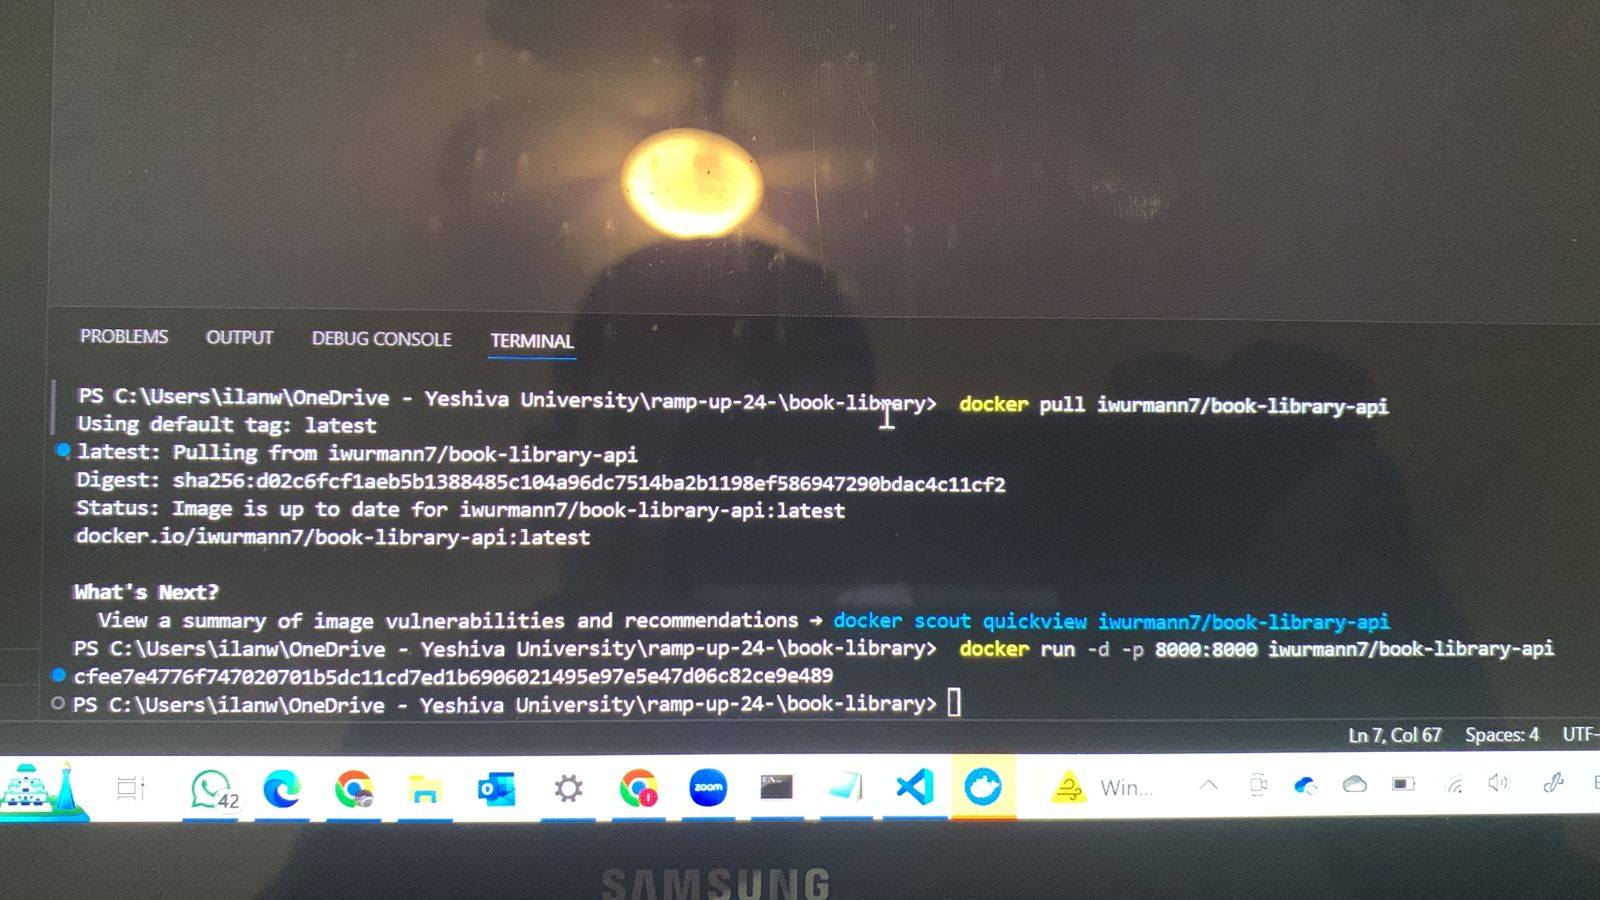 PROBLEMS OUTPUT DEBUG CONSOLE TERMINAL
PS C:\Users\ilanw\OneDrive - Yeshiva University\ramp-up-24-\book-library> docker pull iwurmann7/book-library-api
Using default tag: latest
latest: Pulling from iwurmann7/book-library-api
Digest: sha256:d02c6fcf1aeb5b1388485c104a96dc7514ba2b1198ef586947290bdac4c11cf2
Status: Image is up to date for iwurmann7/book-library-api:latest
docker.io/iwurmann7/book-library-api:latest
What's Next?
View a summary of image vulnerabilities and recommendations → docker scout quickview iwurmann7/book-library-api
PS C:\Users\ilanw\OneDrive - Yeshiva University\ramp-up-24-\book-library> docker run -d -p 8000:8000 iwurmann7/book-library-api
cfee7e4776f747020701b5dc11cd7ed1b6906021495e97e5e47d06c82ce9e489
PS C:\Users\ilanw\OneDrive - Yeshiva University\ramp-up-24-\book-library>
Ln 7, Col 67 Spaces: 4 UTF-
42 zoom Win...
SAMSUNG